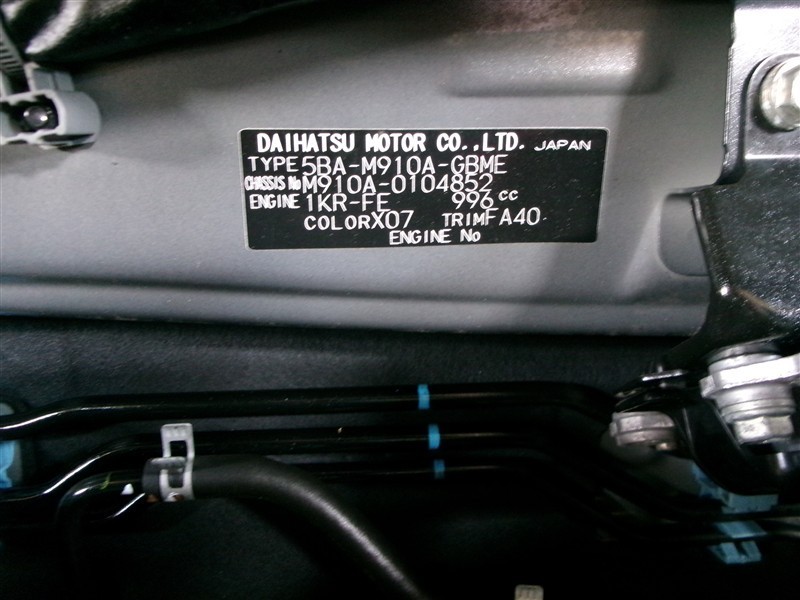 DAIHATSU MOTOR CO.,LTD. JAPAN
TYPE 5BA-M910A-GBME
CHASSIS No M910A-0104852
ENGINE 1KR-FE 996 cc
COLOR X07 TRIM FA40
ENGINE No